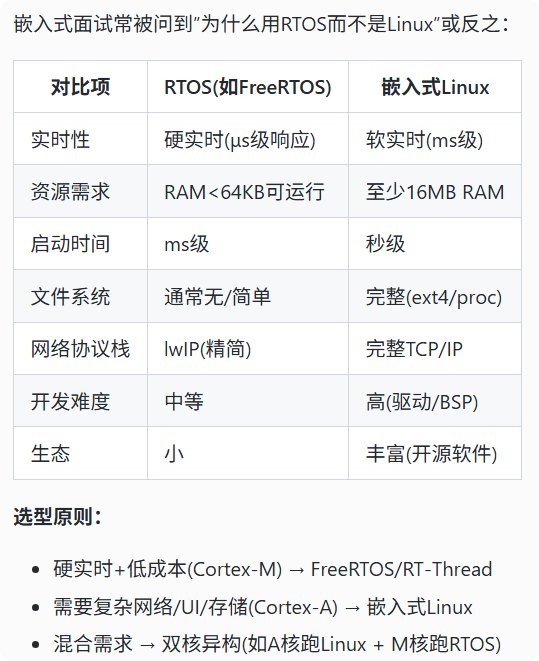 嵌入式面试常被问到"为什么用RTOS而不是Linux"或反之：
对比项 RTOS(如FreeRTOS) 嵌入式Linux
实时性 硬实时(μs级响应) 软实时(ms级)
资源需求 RAM<64KB可运行 至少16MB RAM
启动时间 ms级 秒级
文件系统 通常无/简单 完整(ext4/proc)
网络协议栈 lwIP(精简) 完整TCP/IP
开发难度 中等 高(驱动/BSP)
生态 小 丰富(开源软件)
选型原则：
• 硬实时+低成本(Cortex-M) → FreeRTOS/RT-Thread
• 需要复杂网络/UI/存储(Cortex-A) → 嵌入式Linux
• 混合需求 → 双核异构(如A核跑Linux + M核跑RTOS)